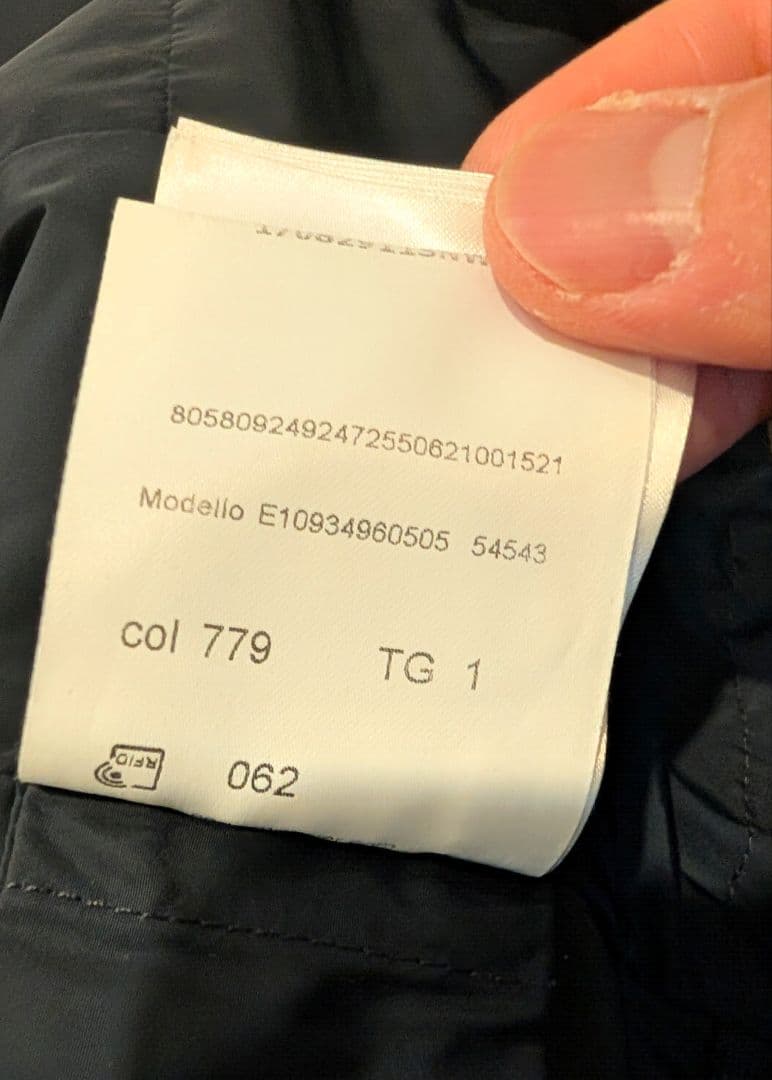 8058092492472550621001521
Modello E10934960505 54543
col 779 TG 1
RFID 062